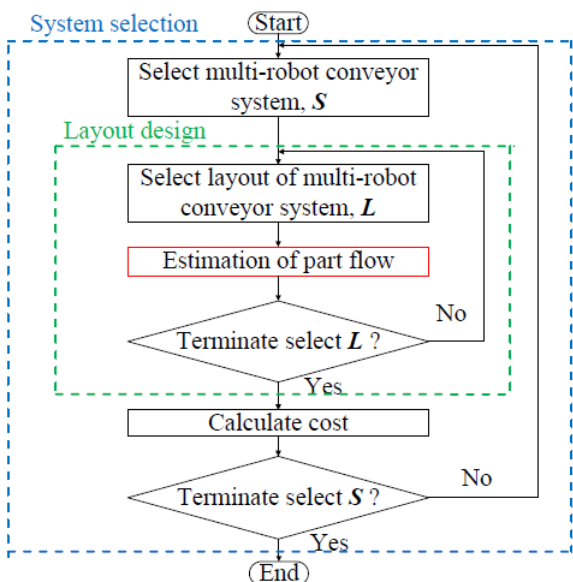 System selection
Start
Select multi-robot conveyor
system, S
Layout design
Select layout of multi-robot
conveyor system, L
Estimation of part flow
No
Terminate select L ?
Yes
Calculate cost
No
Terminate select S ?
Yes
End